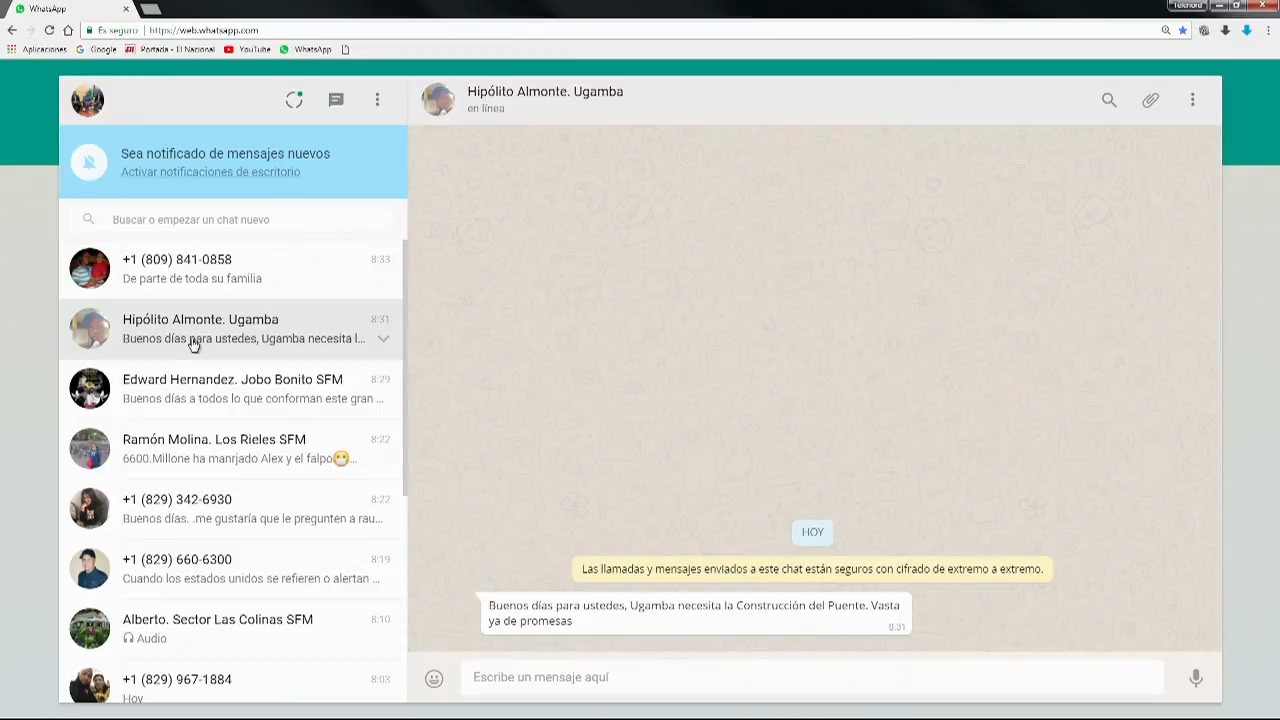 WhatsApp
Telenord
Es seguro https://web.whatsapp.com
Aplicaciones Google Portada - El Nacional YouTube WhatsApp
Hipólito Almonte. Ugamba
en línea
Sea notificado de mensajes nuevos
Activar notificaciones de escritorio
Buscar o empezar un chat nuevo
+1 (809) 841-0858 8:33
De parte de toda su familia
Hipólito Almonte. Ugamba 8:31
Buenos días para ustedes, Ugamba necesita l...
Edward Hernandez. Jobo Bonito SFM 8:29
Buenos días a todos lo que conforman este gran ...
Ramón Molina. Los Rieles SFM 8:22
6600.Millone ha manrjado Alex y el falpo😷...
+1 (829) 342-6930 8:22
Buenos días. .me gustaría que le pregunten a rau...
+1 (829) 660-6300 8:19
Cuando los estados unidos se refieren o alertan ...
Alberto. Sector Las Colinas SFM 8:10
Audio
+1 (829) 967-1884 8:03
Hoy
HOY
Las llamadas y mensajes enviados a este chat están seguros con cifrado de extremo a extremo.
Buenos días para ustedes, Ugamba necesita la Construcción del Puente. Vasta
ya de promesas
8:31
Escribe un mensaje aquí